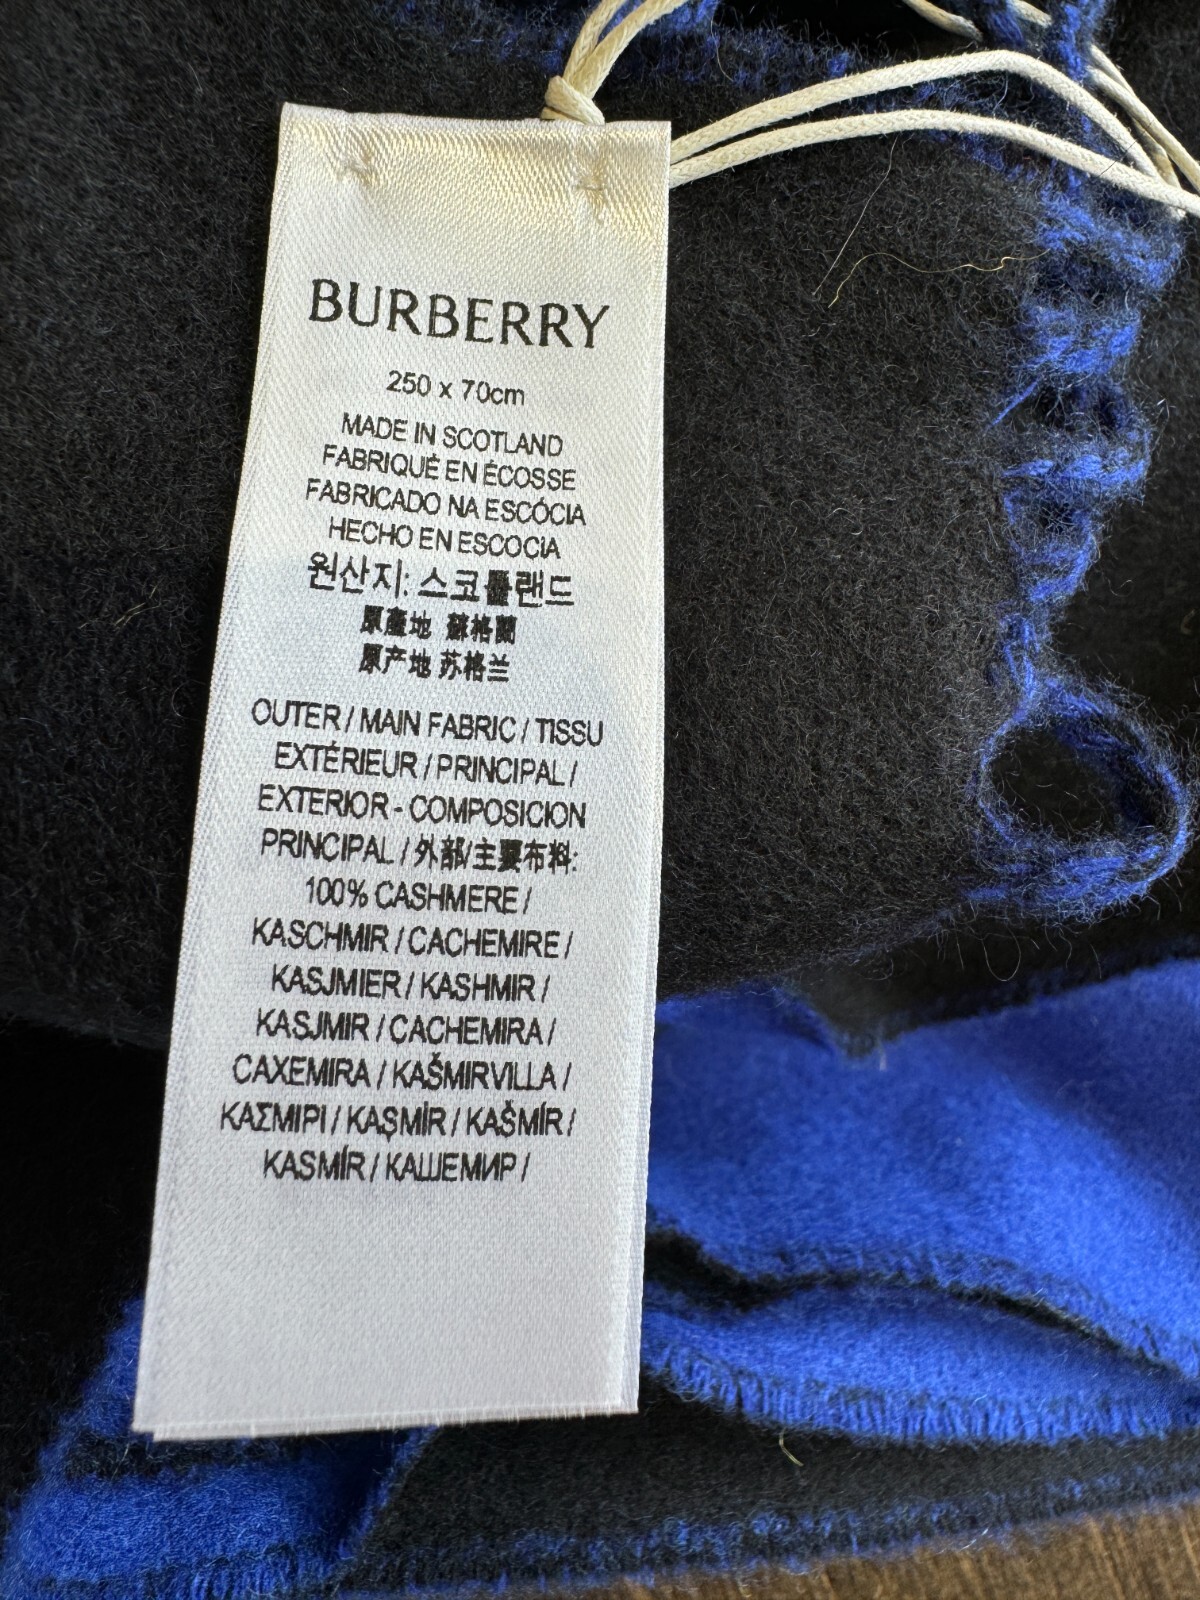 BURBERRY
250 x 70cm
MADE IN SCOTLAND
FABRIQUÉ EN ÉCOSSE
FABRICADO NA ESCÓCIA
HECHO EN ESCOCIA
원산지: 스코틀랜드
原產地 蘇格蘭
原产地 苏格兰
OUTER / MAIN FABRIC / TISSU
EXTÉRIEUR / PRINCIPAL /
EXTERIOR - COMPOSICION
PRINCIPAL / 外部/主要布料:
100% CASHMERE /
KASCHMIR / CACHEMIRE /
KASJMIER / KASHMIR /
KASJMIR / CACHEMIRA /
CAXEMIRA / KAŠMIRVILLA /
ΚΑΣΜΙΡΙ / KAŞMİR / KAŠMÍR /
KASMÍR / КАШЕМИР /